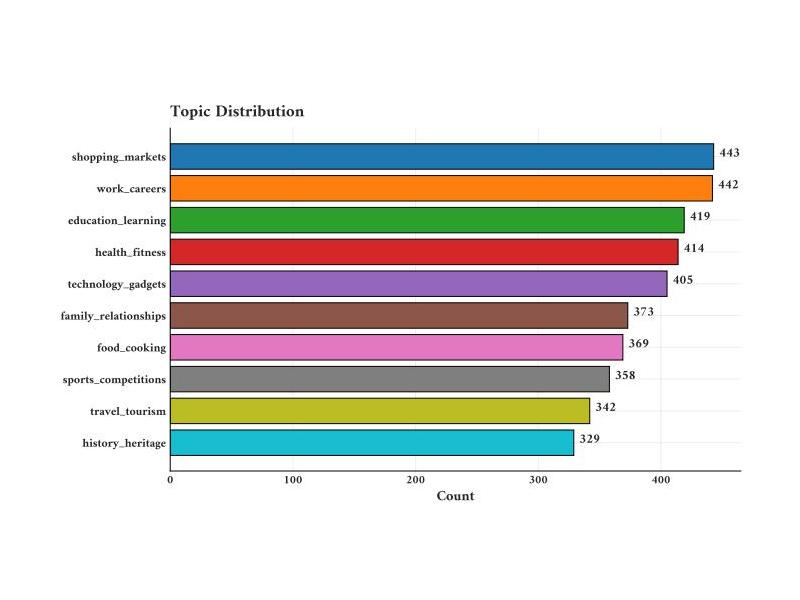 Topic Distribution
shopping_markets 443
work_careers 442
education_learning 419
health_fitness 414
technology_gadgets 405
family_relationships 373
food_cooking 369
sports_competitions 358
travel_tourism 342
history_heritage 329
0 100 200 300 400
Count